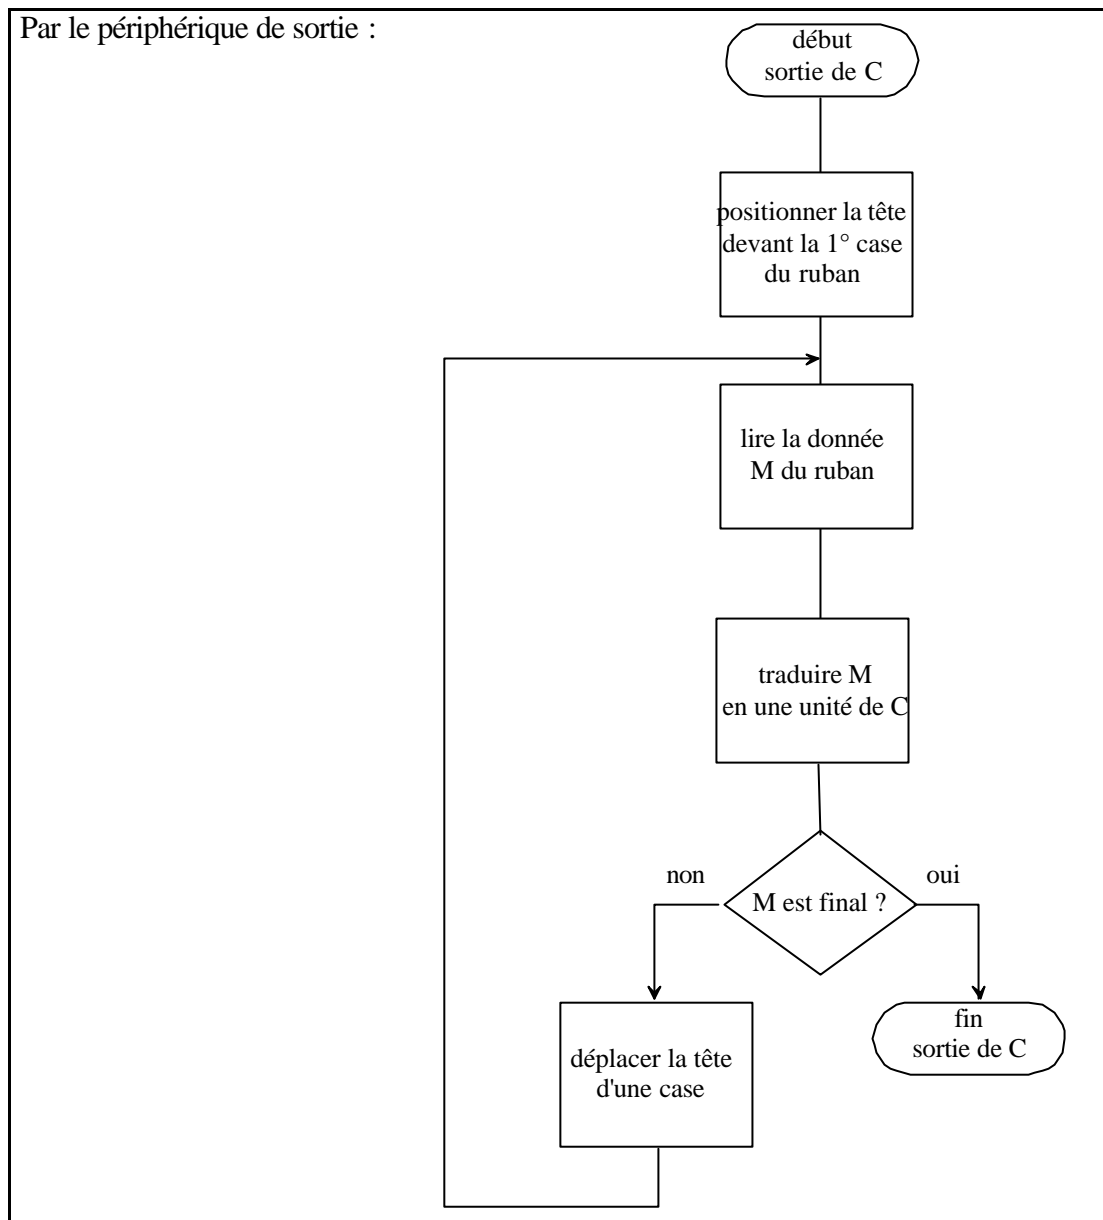 Par le périphérique de sortie :
début
sortie de C
positionner la tête
devant la 1° case
du ruban
lire la donnée
M du ruban
traduire M
en une unité de C
non
oui
M est final ?
déplacer la tête
d'une case
fin
sortie de C